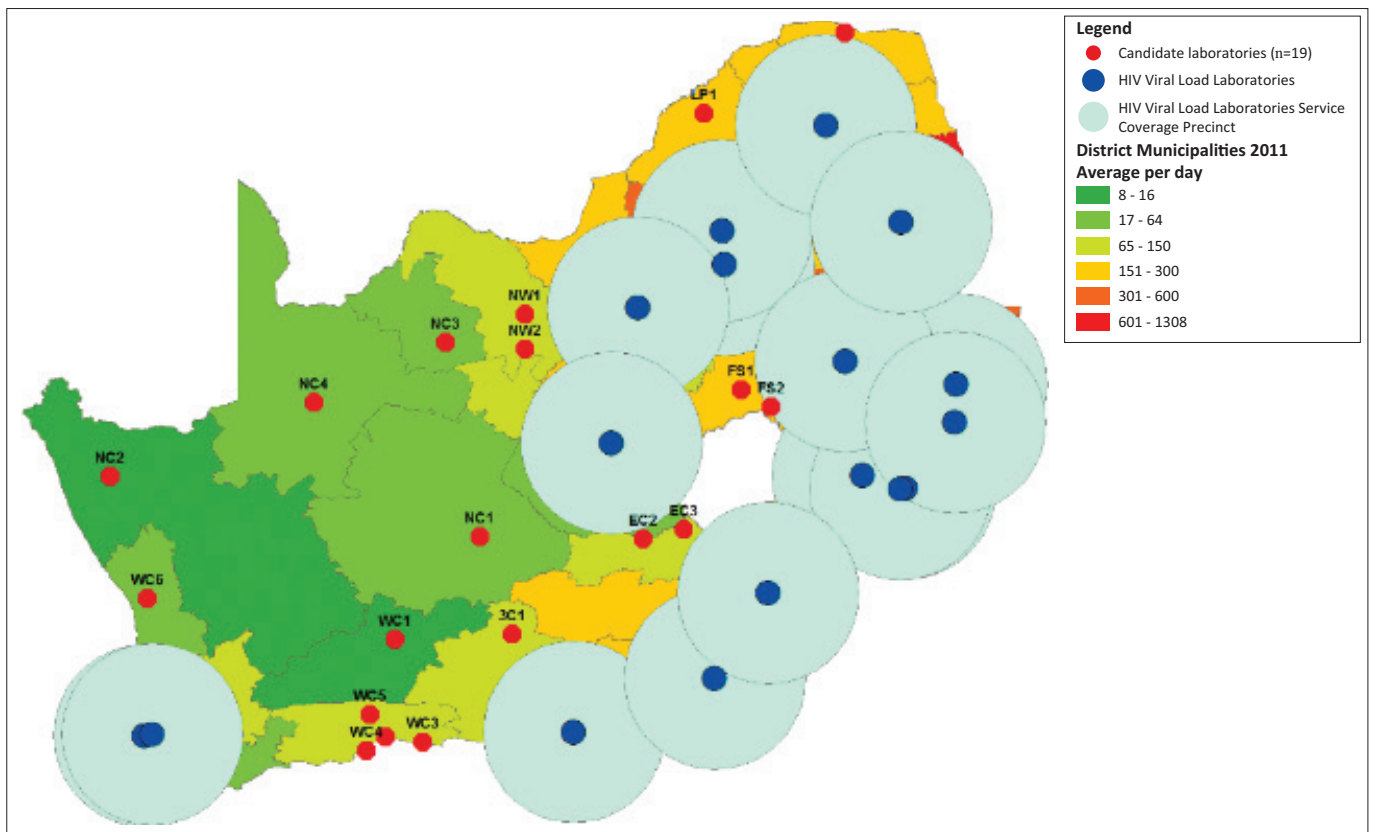 Legend
Candidate laboratories (n=19)
HIV Viral Load Laboratories
HIV Viral Load Laboratories Service
Coverage Precinct
District Municipalities 2011
Average per day
8 - 16
17 - 64
65 - 150
151 - 300
301 - 600
601 - 1308
LP1
NW1
NC3
NW2
NC4
FS1
FS2
NC2
NC1
EC2
EC3
WC6
WC1
3C1
WC5
WC4
WC3